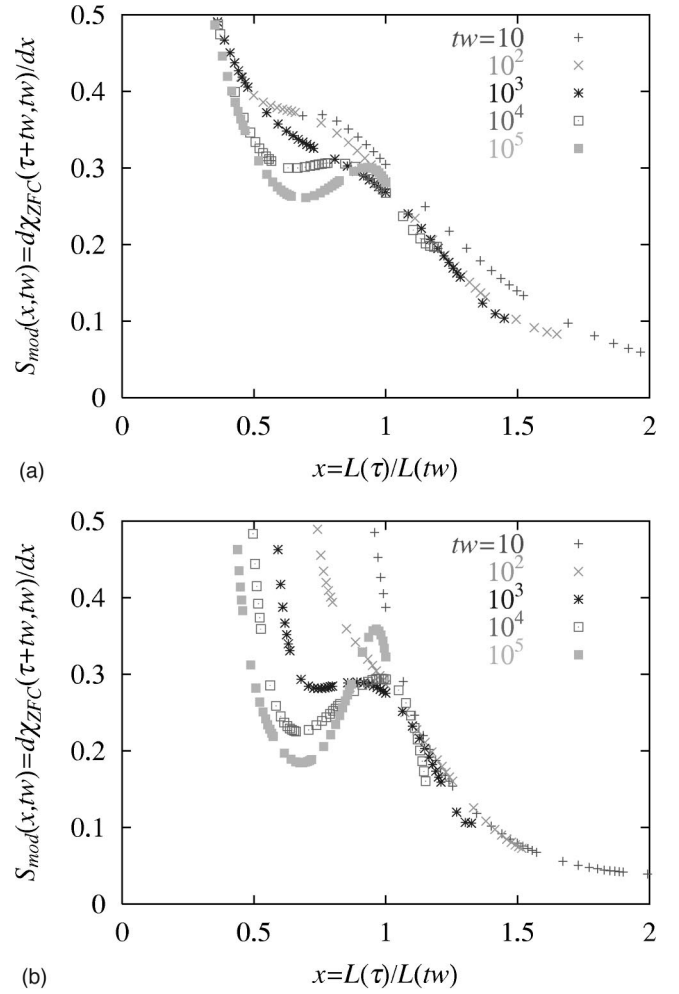 S_mod(x,tw)=dχ_ZFC(τ+tw,tw)/dx
0.5
0.4
0.3
0.2
0.1
0
tw=10
10^2
10^3
10^4
10^5
0 0.5 1 1.5 2
(a)
x=L(τ)/L(tw)
S_mod(x,tw)=dχ_ZFC(τ+tw,tw)/dx
0.5
0.4
0.3
0.2
0.1
0
tw=10
10^2
10^3
10^4
10^5
0 0.5 1 1.5 2
(b)
x=L(τ)/L(tw)